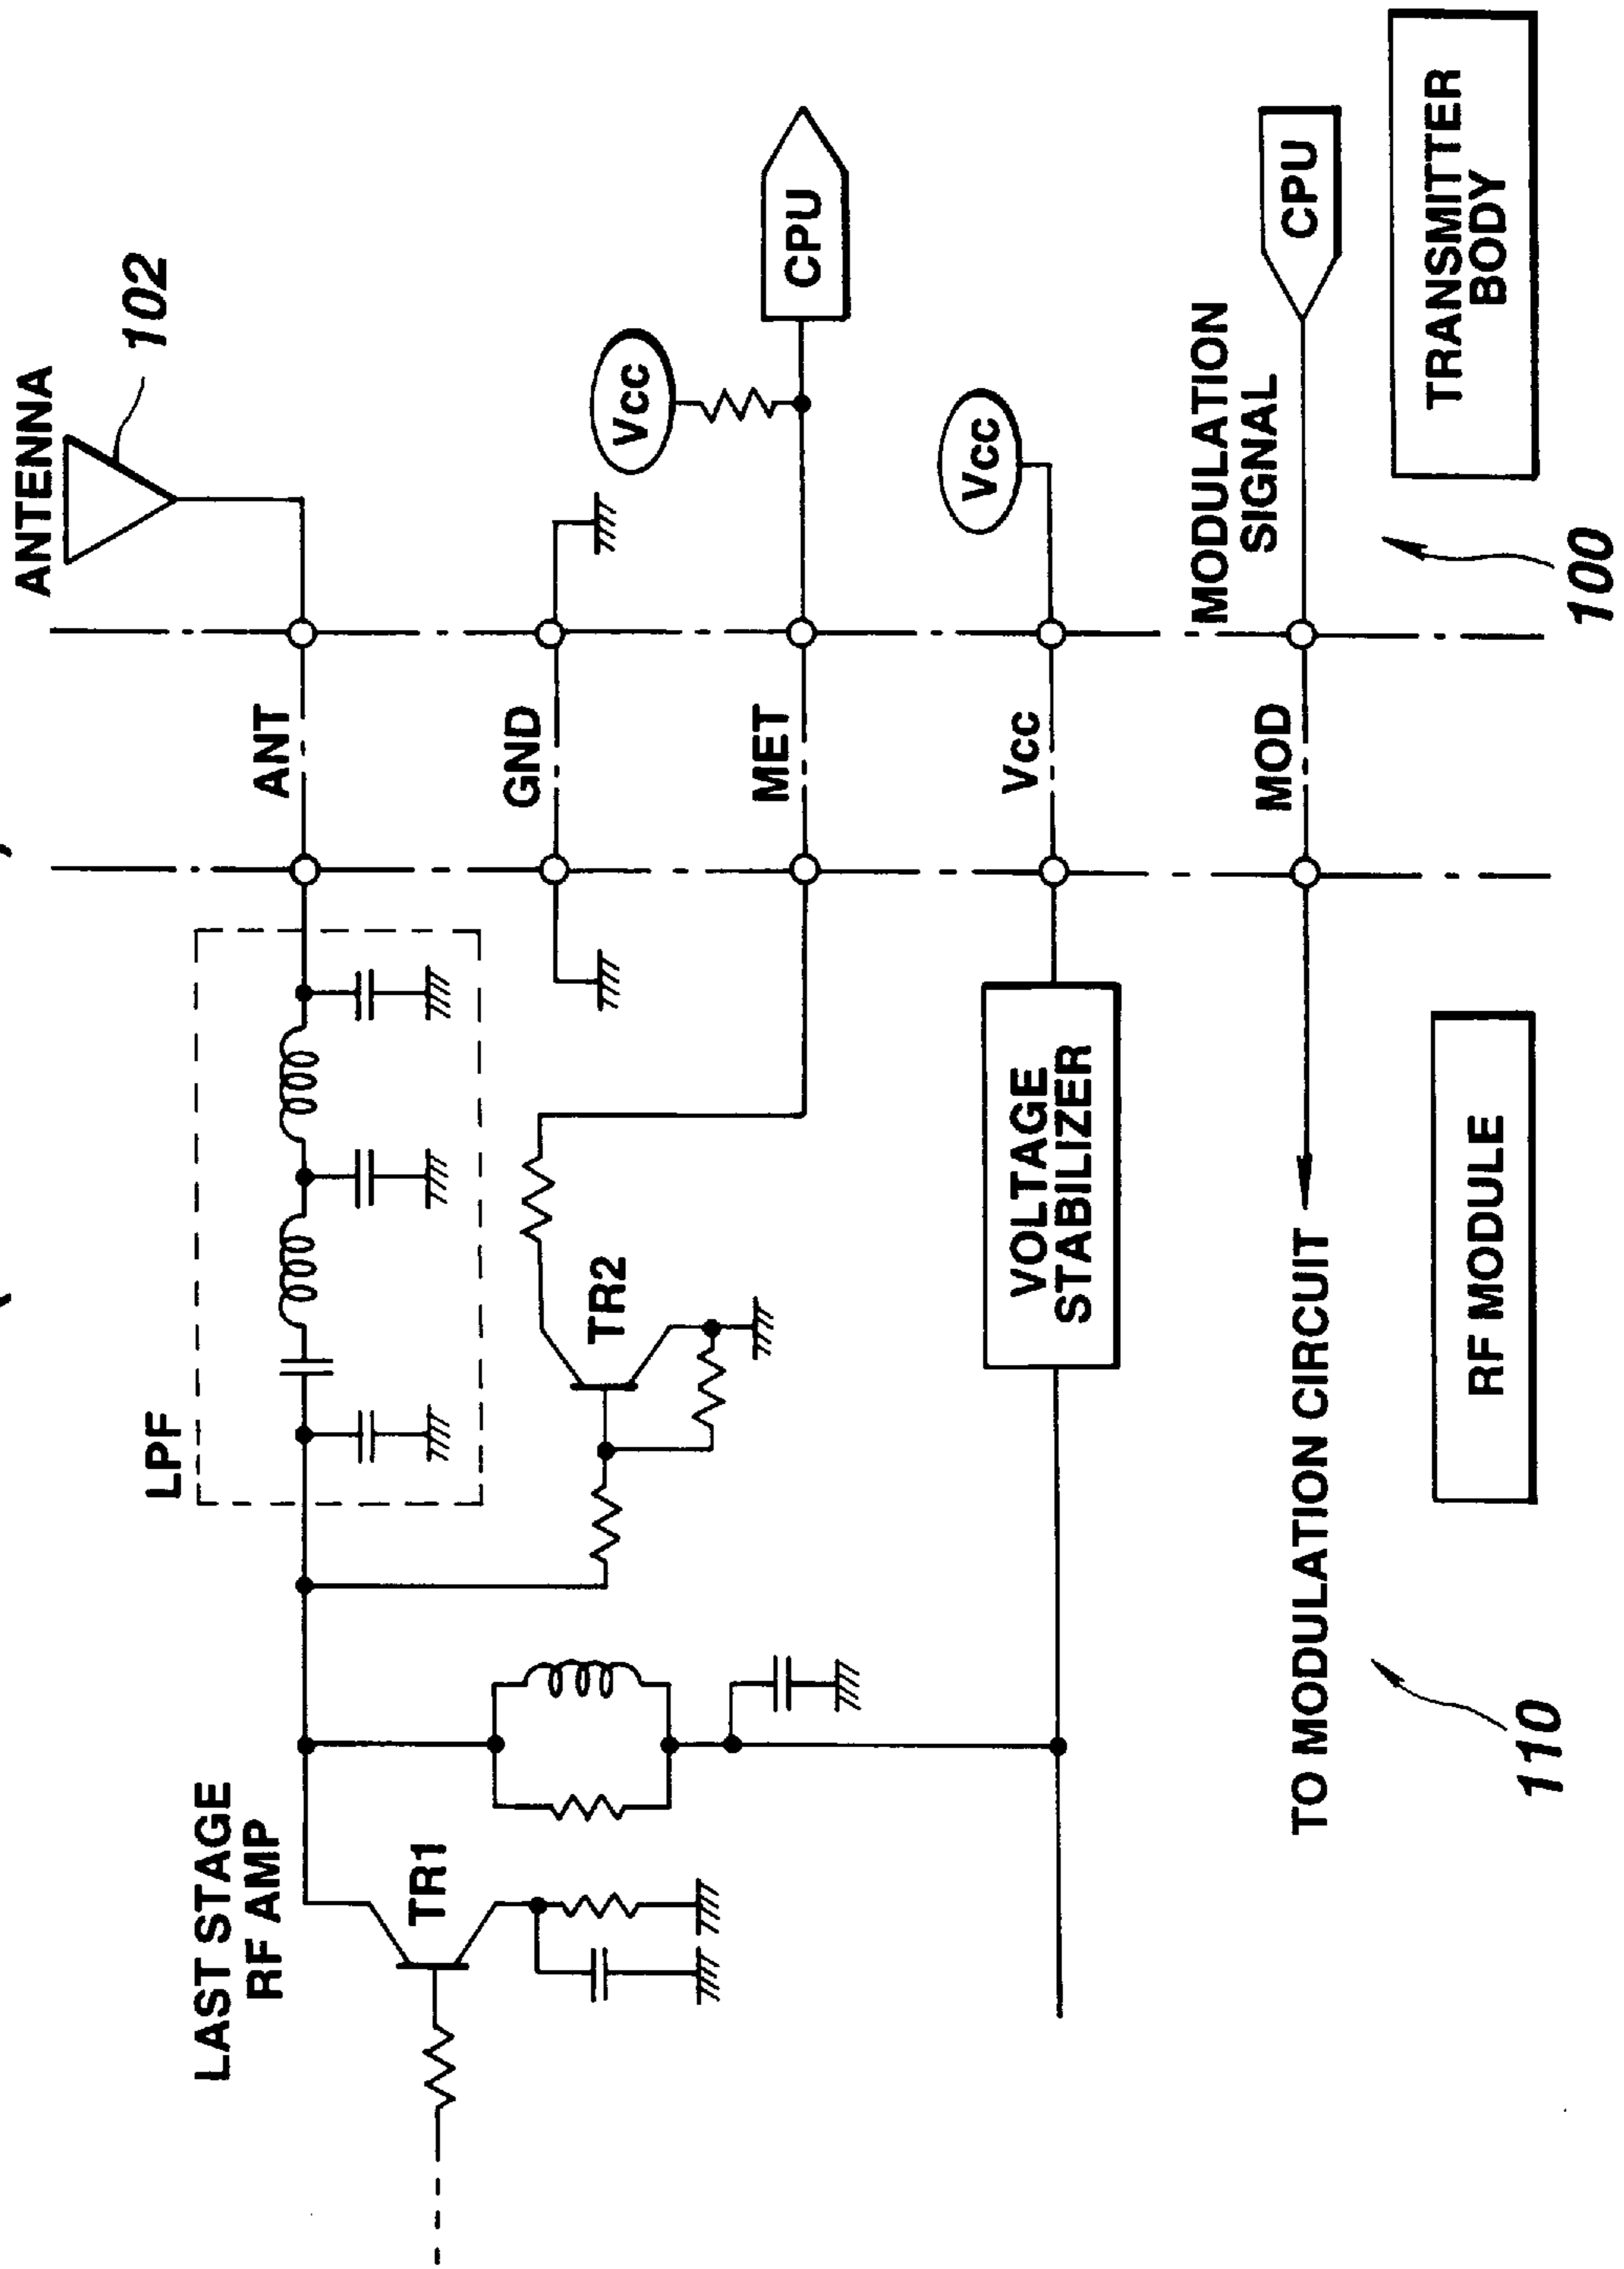 ANTENNA
102
LPF
LAST STAGE
RF AMP
TR1
TR2
ANT
GND
MET
Vcc
MOD
Vcc
CPU
Vcc
VOLTAGE
STABILIZER
MODULATION
SIGNAL
CPU
TO MODULATION CIRCUIT
110
RF MODULE
100
TRANSMITTER
BODY